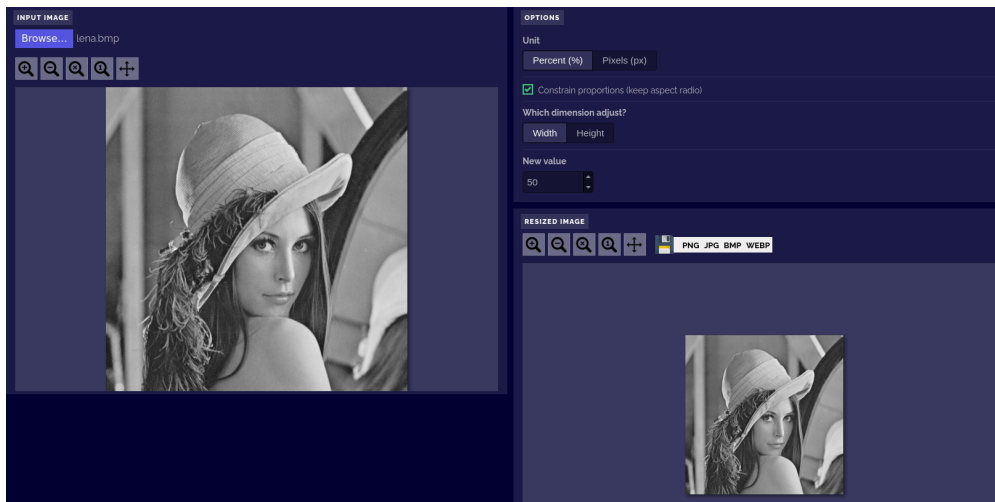 INPUT IMAGE
Browse... lena.bmp
OPTIONS
Unit
Percent (%) Pixels (px)
Constrain proportions (keep aspect radio)
Which dimension adjust?
Width Height
New value
50
RESIZED IMAGE
PNG JPG BMP WEBP